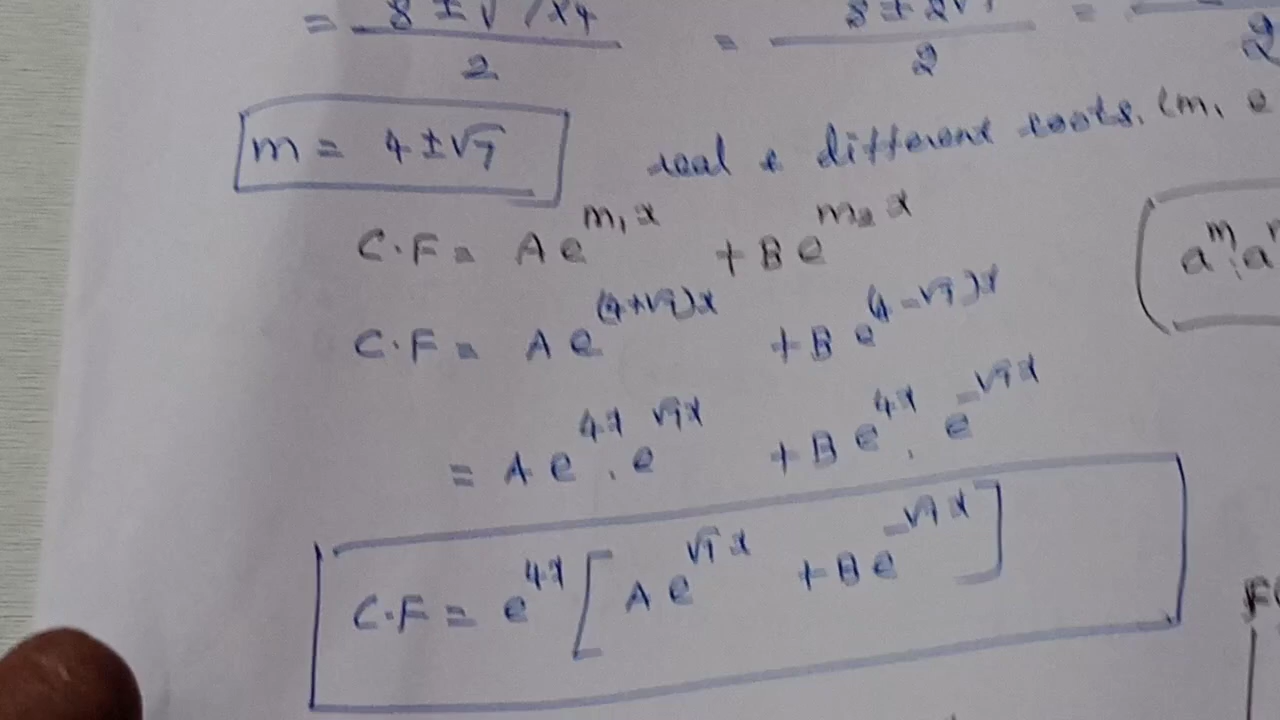 = 8 ± √7×4 / 2 = 8 ± 2√7 / 2 = 2
m = 4 ± √7 real & different roots. (m, e
C.F = A e^{m₁x} + B e^{m₂x}
a^m . a
C.F = A e^{(4+√7)x} + B e^{(4-√7)x}
= A e^{4x} . e^{√7x} + B e^{4x} . e^{-√7x}
C.F = e^{4x} [ A e^{√7x} + B e^{-√7x} ]